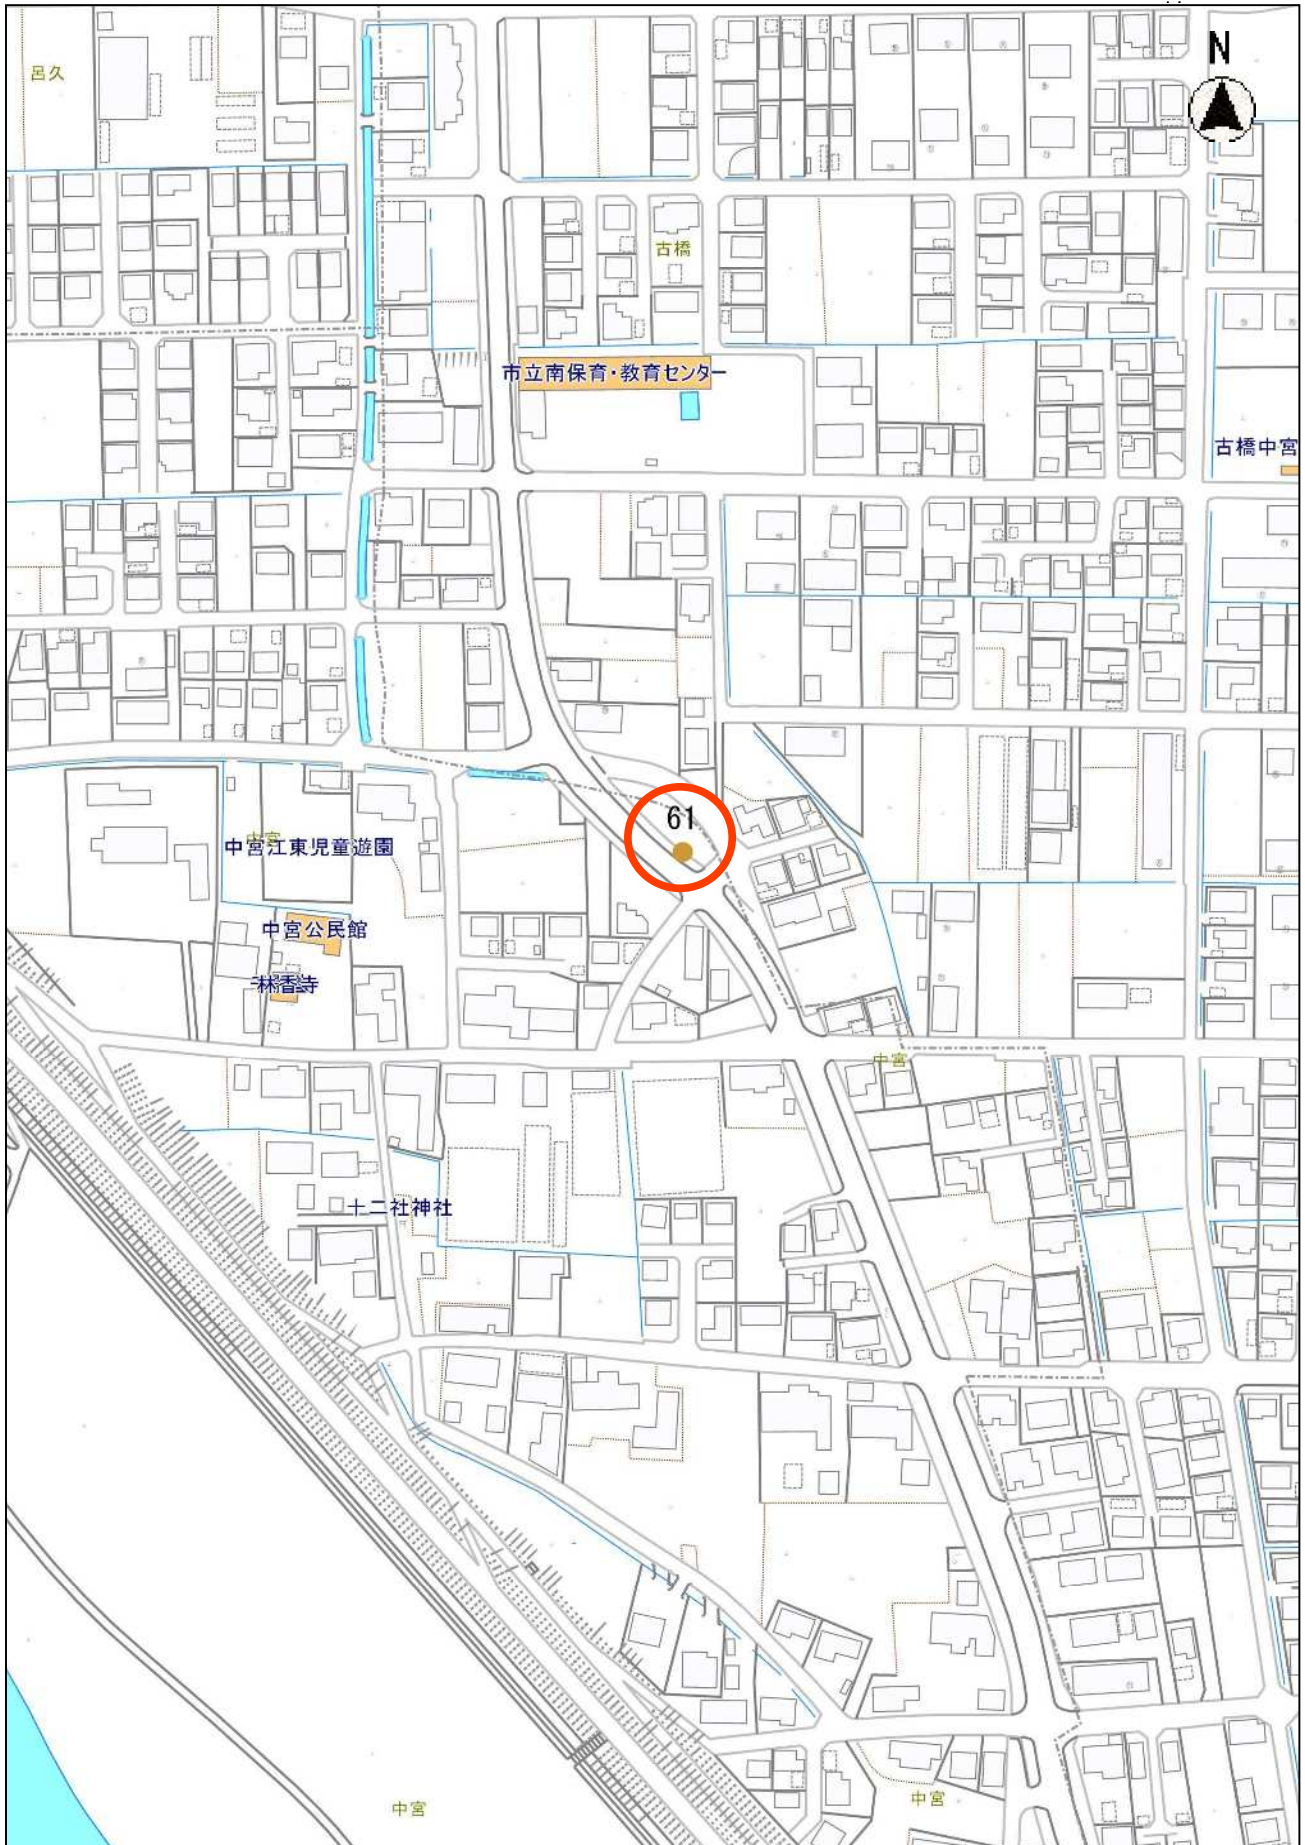 N
呂久
古橋
市立南保育・教育センター
古橋中宮
61
中宮
中宮江東児童遊園
中宮公民館
林香寺
中宮
十二社神社
中宮
中宮